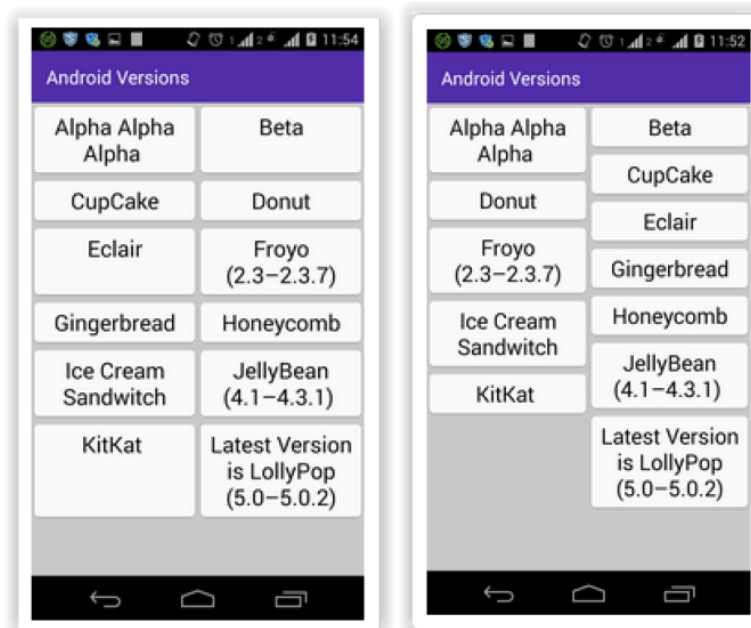 1 2 11:54
Android Versions
Alpha Alpha
Alpha
Beta
CupCake
Donut
Eclair
Froyo
(2.3–2.3.7)
Gingerbread
Honeycomb
Ice Cream
Sandwitch
JellyBean
(4.1–4.3.1)
KitKat
Latest Version
is LollyPop
(5.0–5.0.2)
1 2 11:52
Android Versions
Alpha Alpha
Alpha
Beta
CupCake
Donut
Eclair
Froyo
(2.3–2.3.7)
Gingerbread
Honeycomb
Ice Cream
Sandwitch
JellyBean
(4.1–4.3.1)
KitKat
Latest Version
is LollyPop
(5.0–5.0.2)